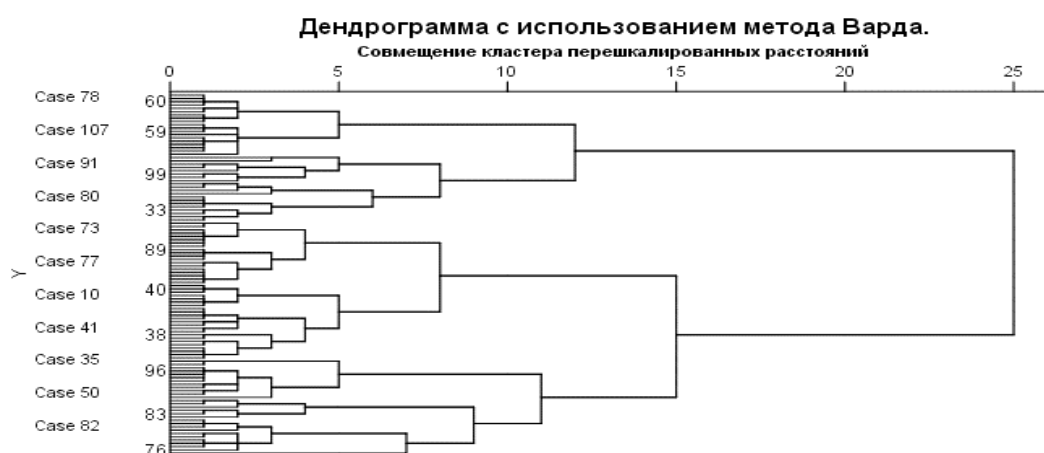 Дендрограмма с использованием метода Варда.
Совмещение кластера перешкалированных расстояний
0 5 10 15 20 25
Case 78
60
Case 107
59
Case 91
99
Case 80
33
Case 73
89
Case 77
Y
40
Case 10
Case 41
38
Case 35
96
Case 50
83
Case 82
76